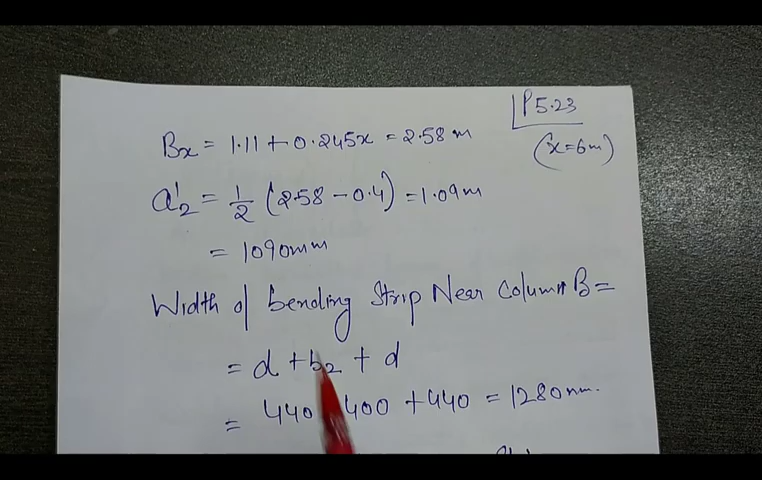 P5.23
Bx = 1.11 + 0.245x = 2.58m
(x=6m)
a'2 = 1/2 (2.58 - 0.4) = 1.09m
= 1090mm
Width of bending Strip Near Column B =
= d + b2 + d
= 440 400 + 440 = 1280mm.